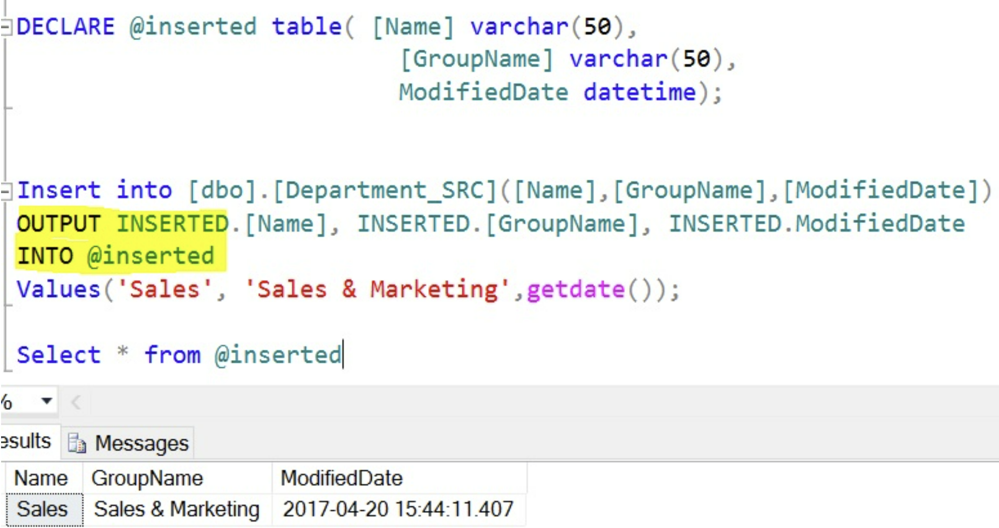 DECLARE @inserted table( [Name] varchar(50),
[GroupName] varchar(50),
ModifiedDate datetime);
Insert into [dbo].[Department_SRC]([Name],[GroupName],[ModifiedDate])
OUTPUT INSERTED.[Name], INSERTED.[GroupName], INSERTED.ModifiedDate
INTO @inserted
Values('Sales', 'Sales & Marketing',getdate());
Select * from @inserted
%
esults Messages
Name GroupName ModifiedDate
Sales Sales & Marketing 2017-04-20 15:44:11.407